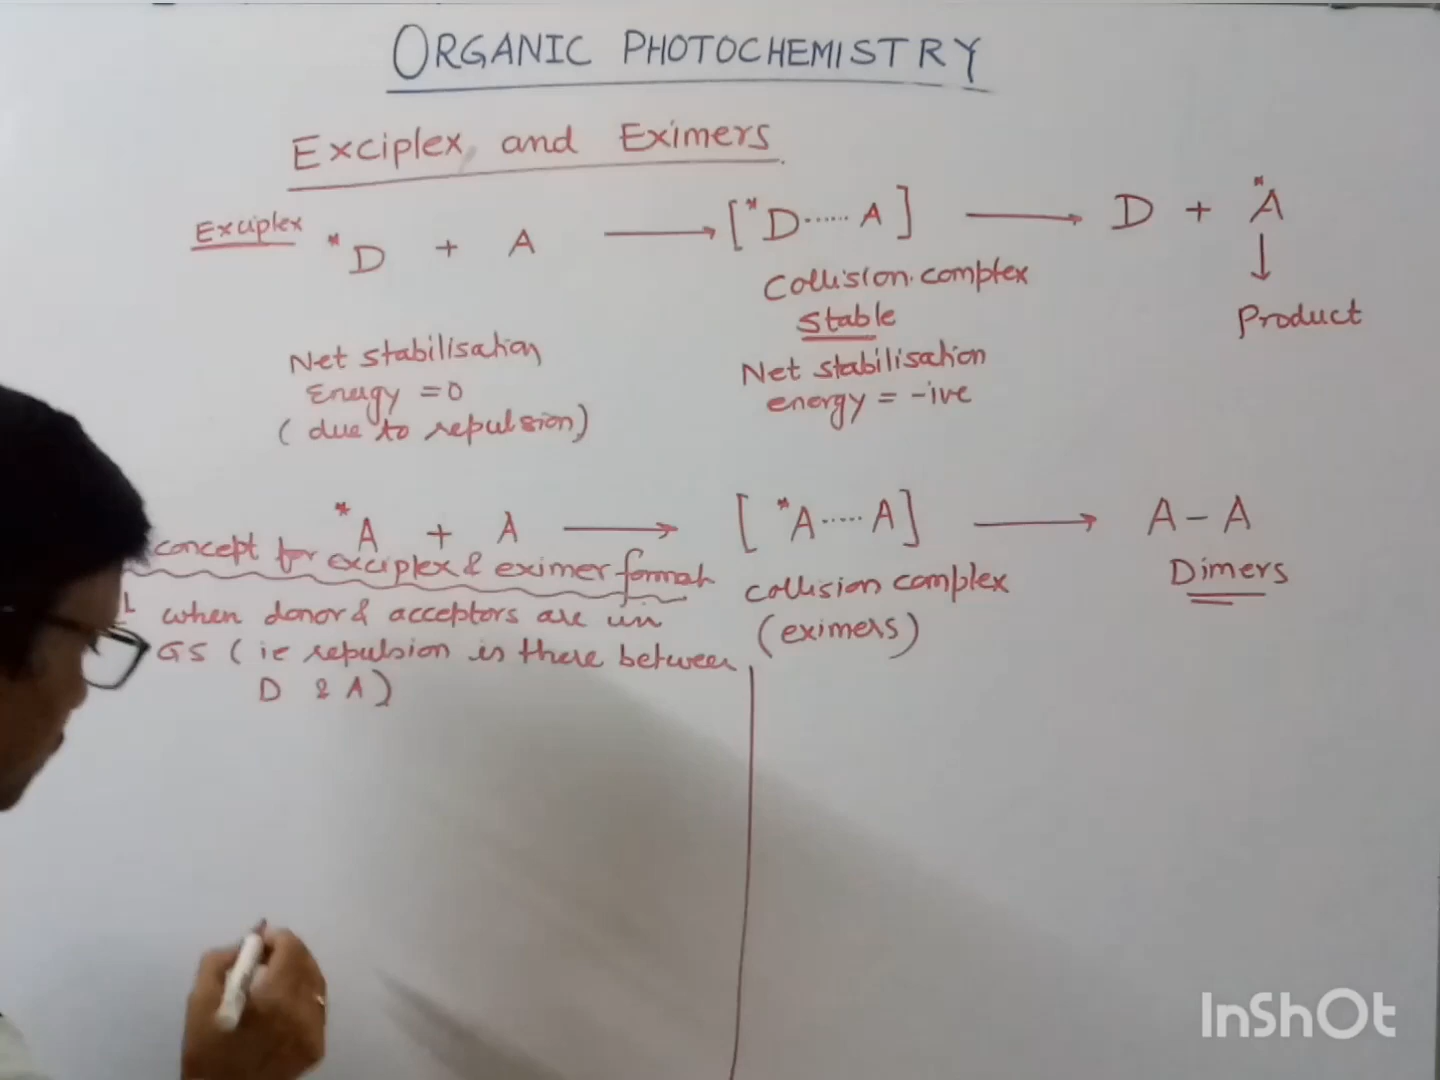 ORGANIC PHOTOCHEMISTRY
Exciplex and Eximers
Exciplex *D + A → [*D......A] → D + *A
↓
Collision complex
Stable
Product
Net stabilisation
Energy = 0
(due to repulsion)
Net stabilisation
energy = -ive
*A + A → [*A.....A] → A-A
concept for exciplex & eximer formatn
collision complex
(eximers)
Dimers
when donor & acceptors are in
GS (ie repulsion is there between
D & A)
InShOt